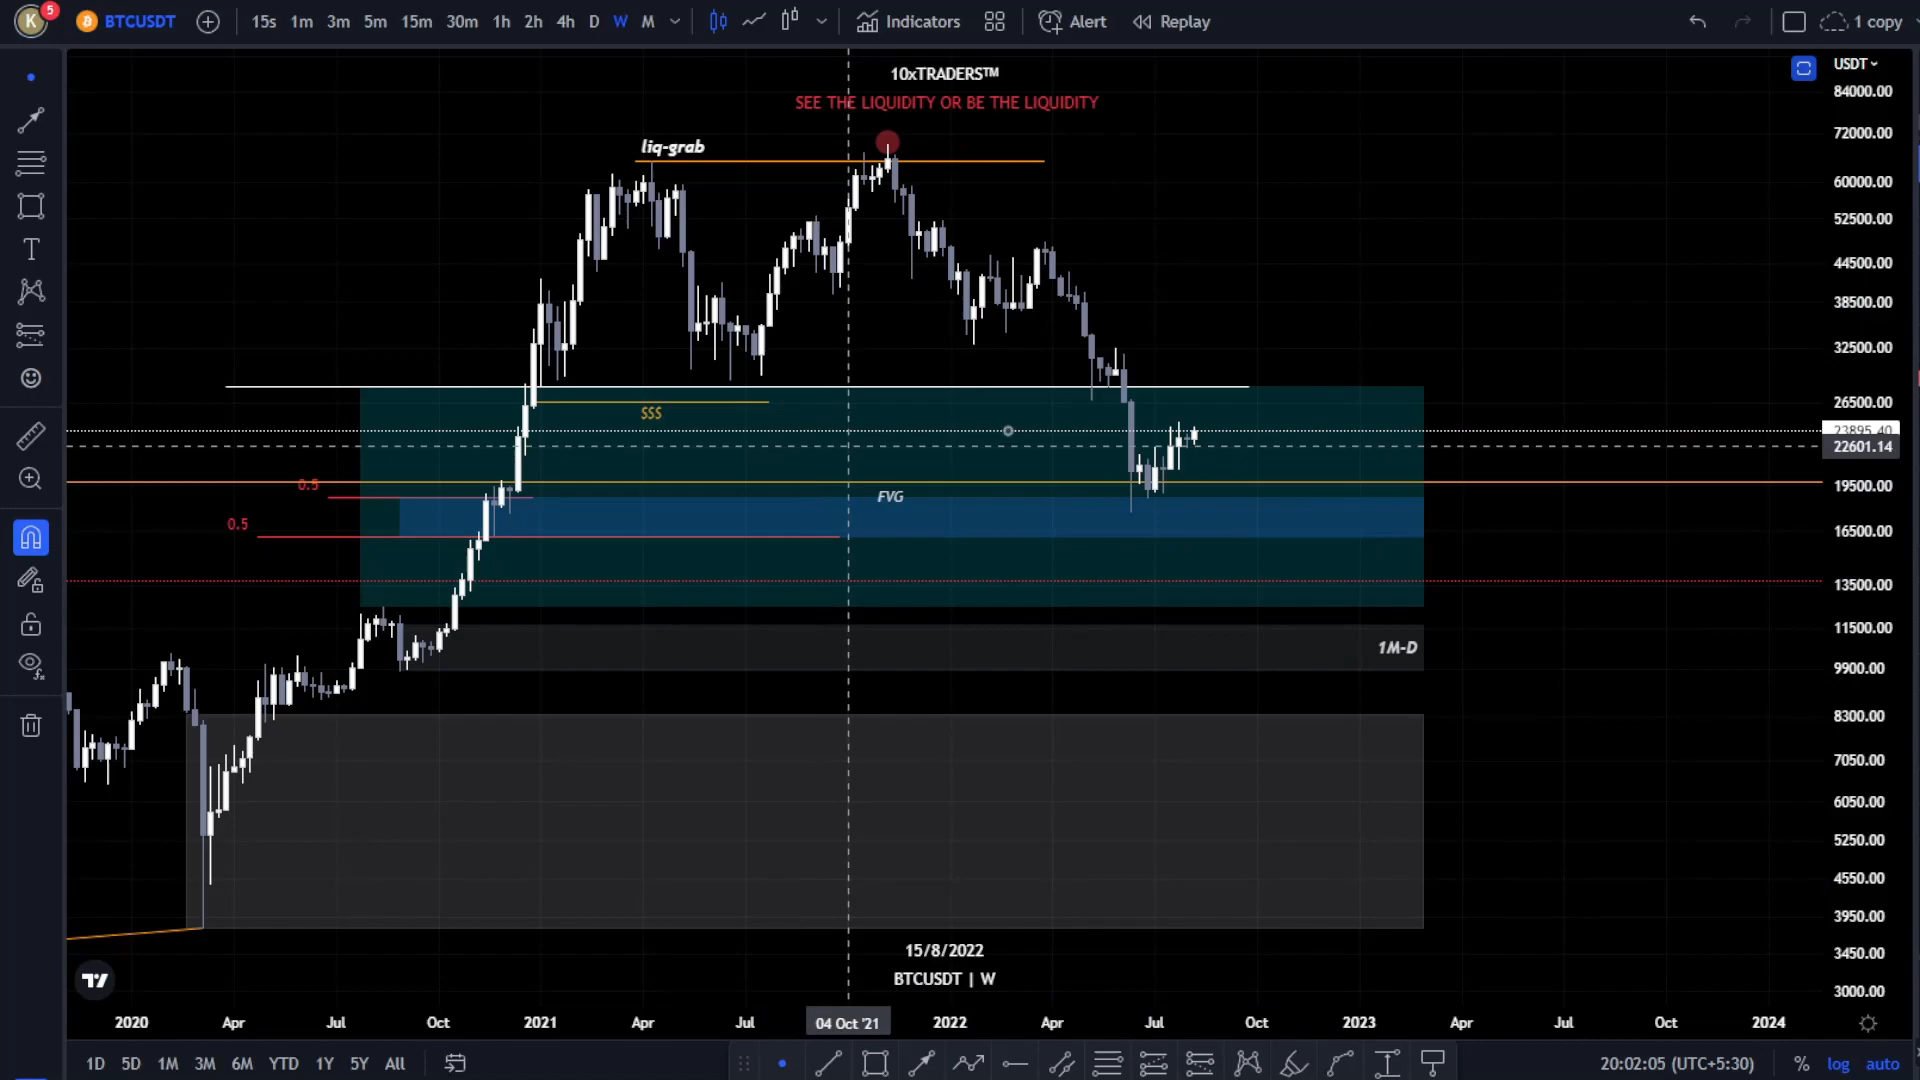 K 5 BTCUSDT 15s 1m 3m 5m 15m 30m 1h 2h 4h D W M Indicators Alert Replay 1 copy
USDT
10xTRADERS™
SEE THE LIQUIDITY OR BE THE LIQUIDITY
84000.00
72000.00
liq-grab
60000.00
52500.00
44500.00
38500.00
32500.00
26500.00
$$$
23895.40
22601.14
0.5
19500.00
FVG
0.5
16500.00
13500.00
11500.00
1M-D
9900.00
8300.00
7050.00
6050.00
5250.00
4550.00
3950.00
15/8/2022
3450.00
BTCUSDT | W
3000.00
2020 Apr Jul Oct 2021 Apr Jul 04 Oct '21 2022 Apr Jul Oct 2023 Apr Jul Oct 2024
1D 5D 1M 3M 6M YTD 1Y 5Y All 20:02:05 (UTC+5:30) % log auto